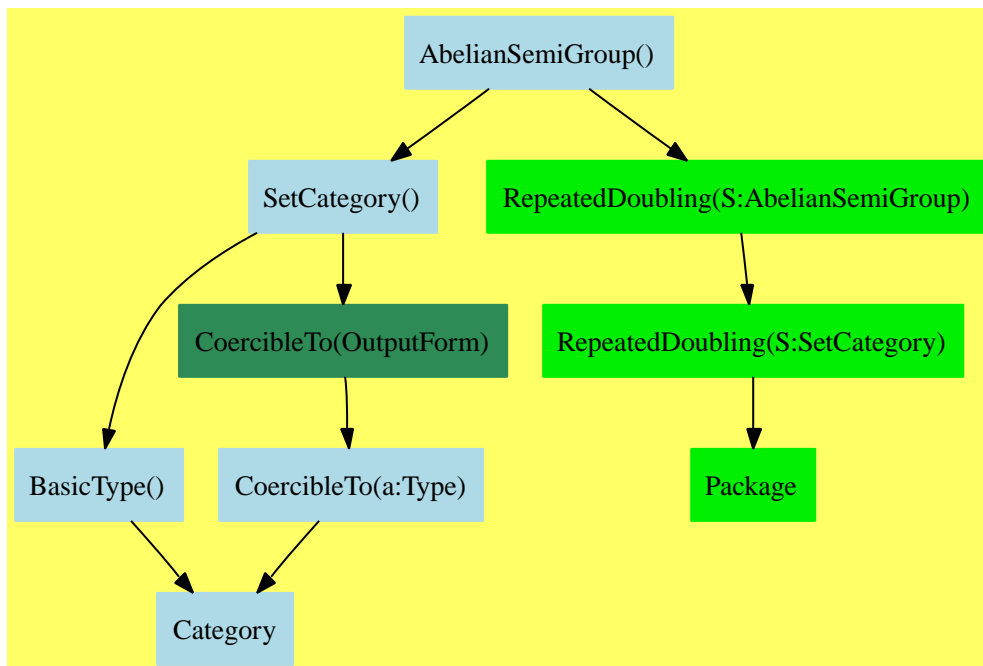 AbelianSemiGroup()
SetCategory()
RepeatedDoubling(S:AbelianSemiGroup)
CoercibleTo(OutputForm)
RepeatedDoubling(S:SetCategory)
BasicType()
CoercibleTo(a:Type)
Package
Category